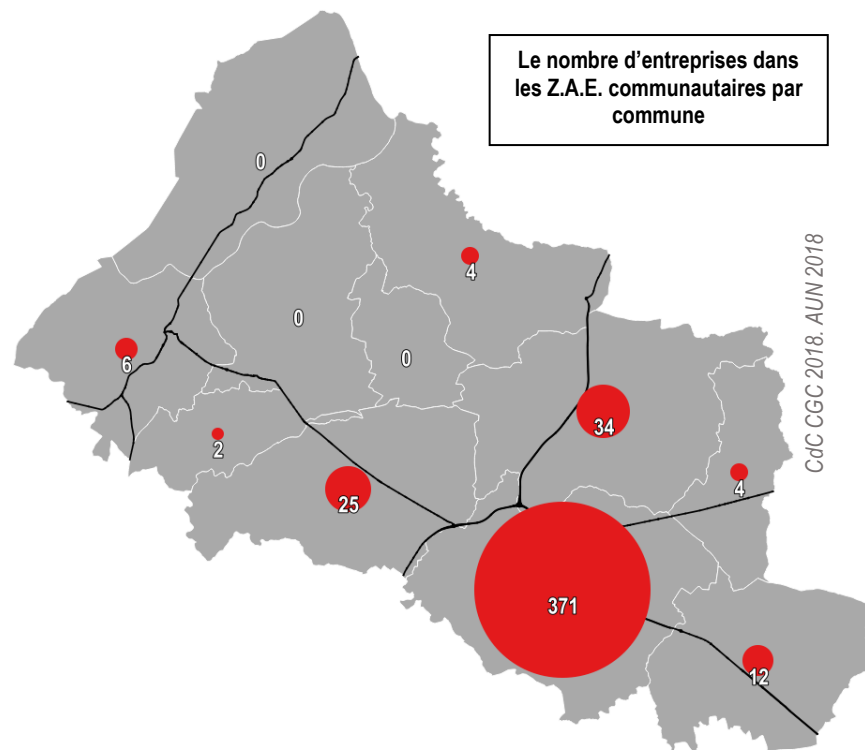 Le nombre d'entreprises dans
les Z.A.E. communautaires par
commune
CdC CGC 2018. AUN 2018
0
4
0
6
0
34
2
4
25
371
12